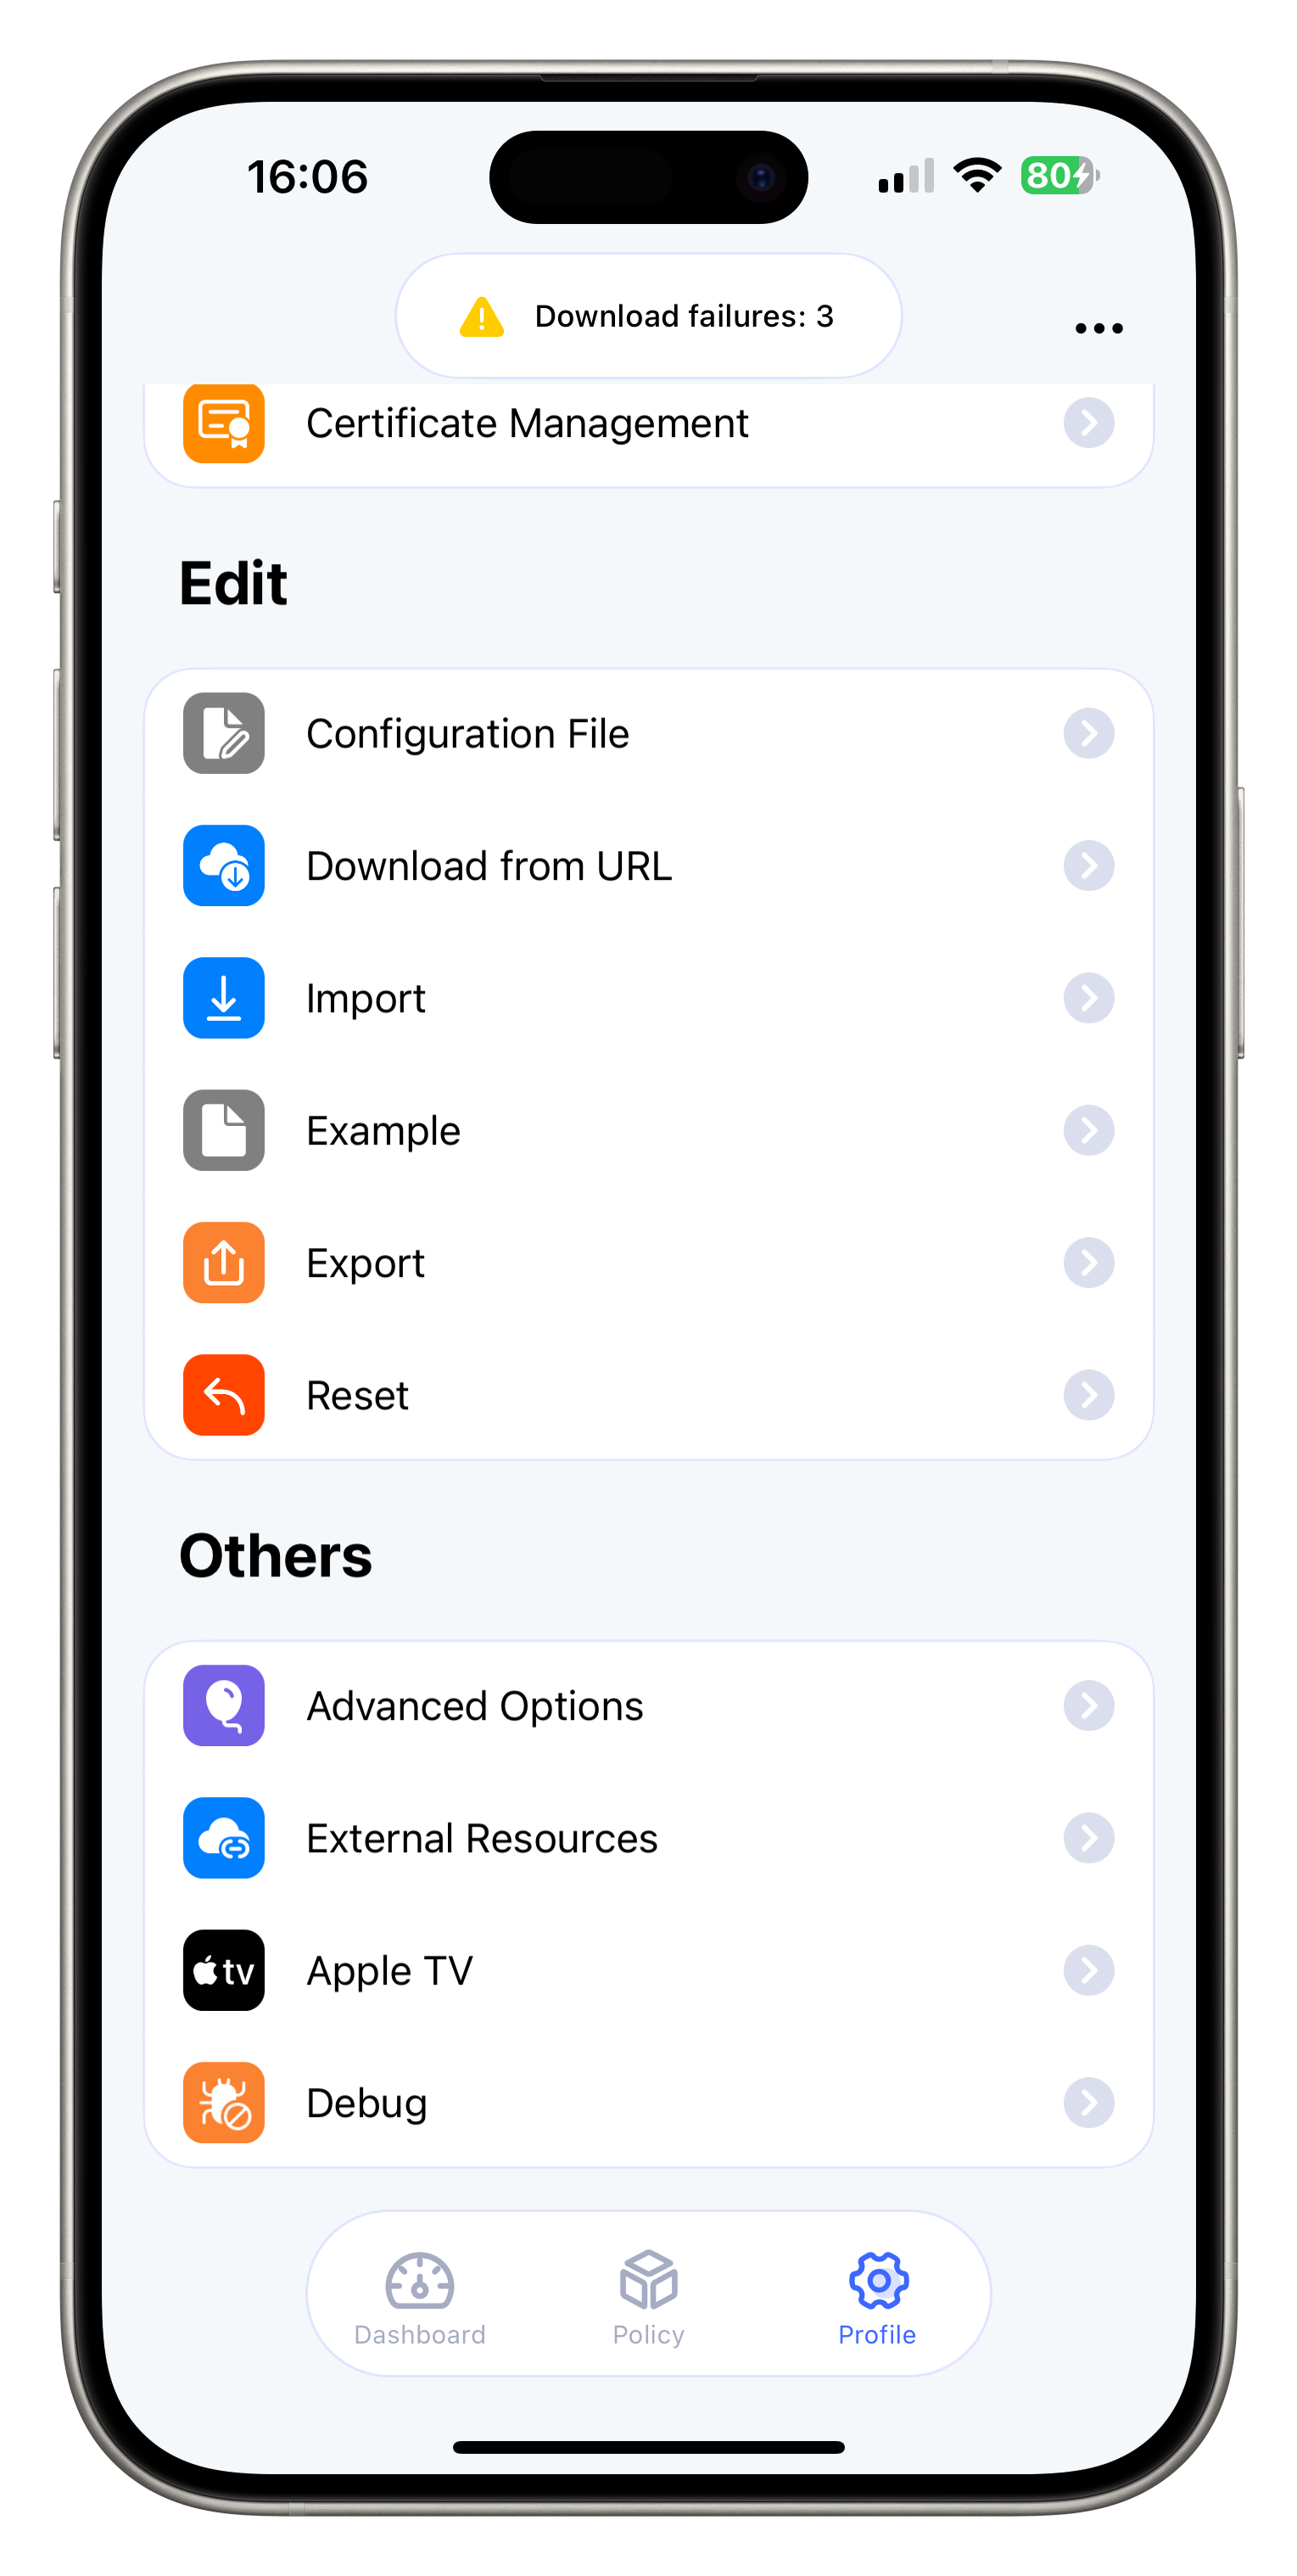 16:06
80
Download failures: 3
Certificate Management
Edit
Configuration File
Download from URL
Import
Example
Export
Reset
Others
Advanced Options
External Resources
tv
Apple TV
Debug
Dashboard
Policy
Profile